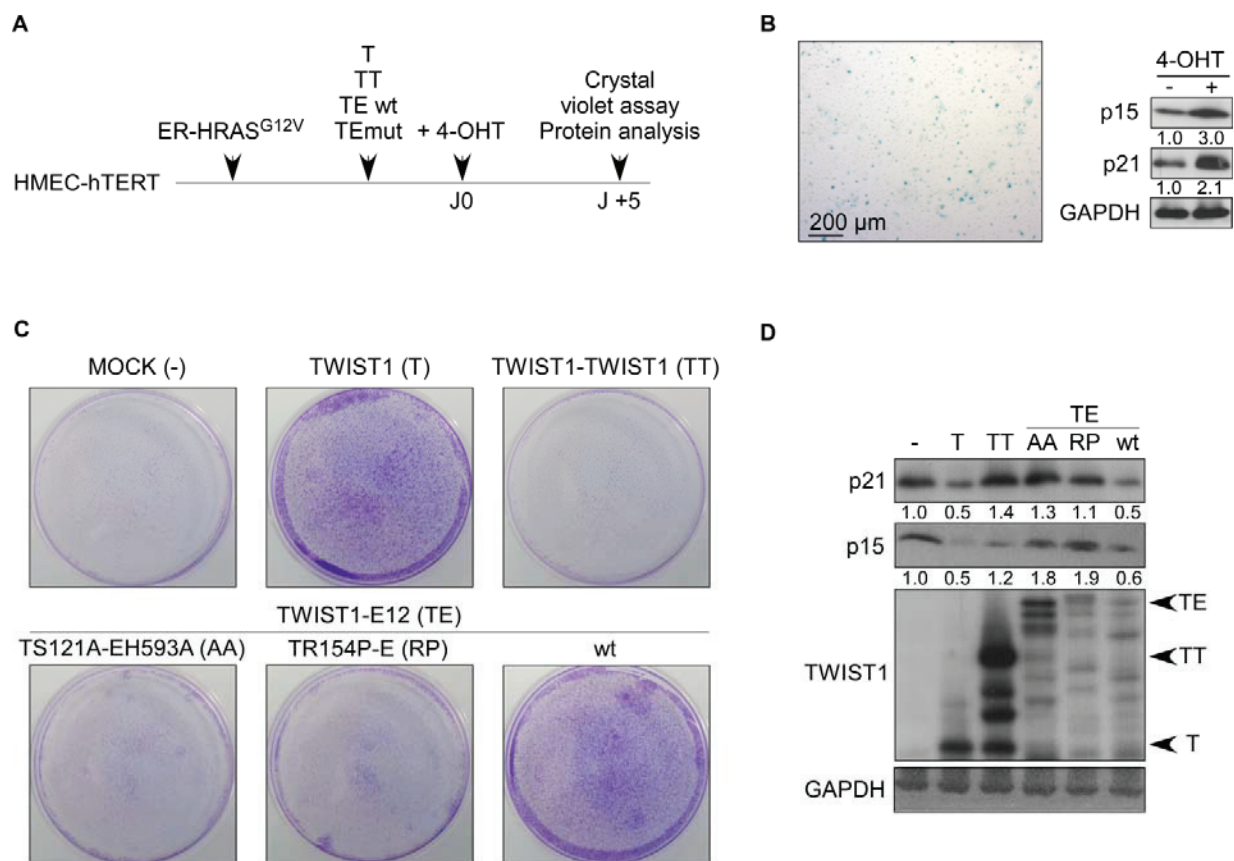 A
T
TT
TE wt
TEmut
ER-HRASG12V
+ 4-OHT
Crystal
violet assay
Protein analysis
HMEC-hTERT
J0
J +5
B
200 µm
4-OHT
- +
p15
1.0 3.0
p21
1.0 2.1
GAPDH
C
MOCK (-)
TWIST1 (T)
TWIST1-TWIST1 (TT)
TWIST1-E12 (TE)
TS121A-EH593A (AA)
TR154P-E (RP)
wt
D
TE
- T TT AA RP wt
p21
1.0 0.5 1.4 1.3 1.1 0.5
p15
1.0 0.5 1.2 1.8 1.9 0.6
TWIST1
TE
TT
T
GAPDH